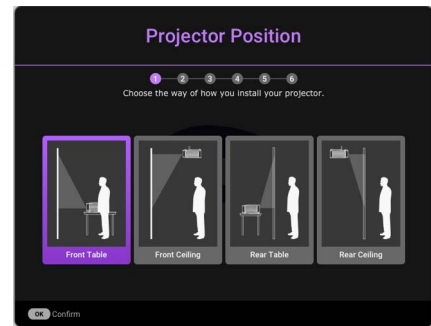 Projector Position
1 2 3 4 5 6
Choose the way of how you install your projector.
Front Table
Front Ceiling
Rear Table
Rear Ceiling
OK Confirm